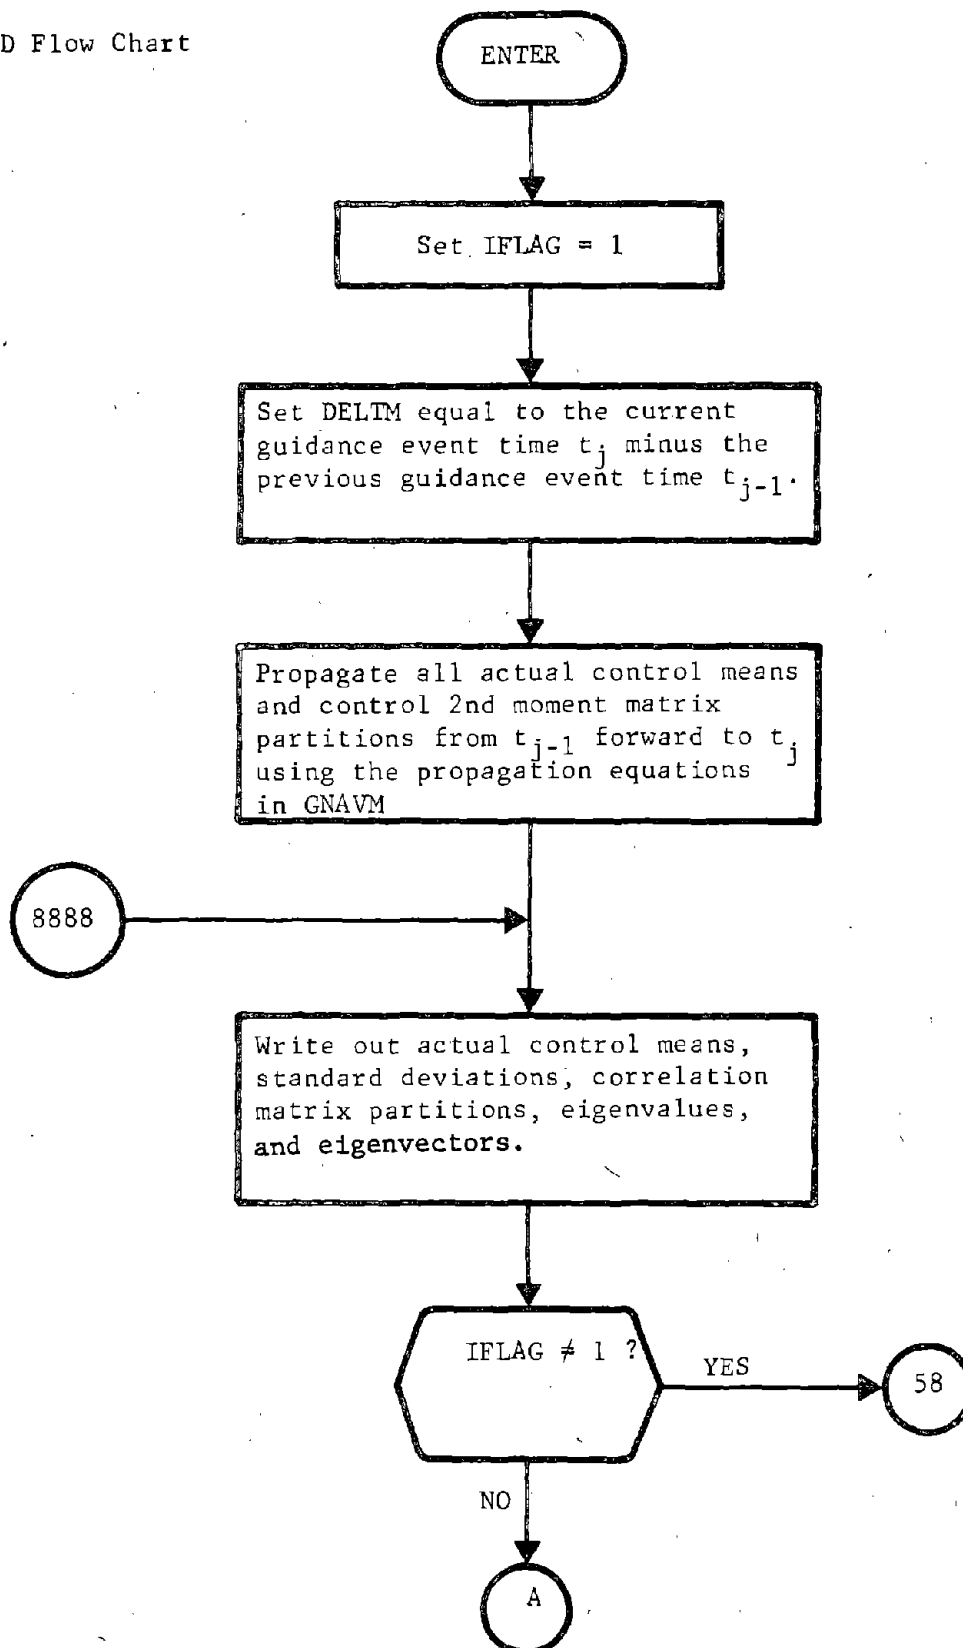 D Flow Chart
ENTER
Set IFLAG = 1
Set DELTM equal to the current
guidance event time tj minus the
previous guidance event time tj-1.
Propagate all actual control means
and control 2nd moment matrix
partitions from tj-1 forward to tj
using the propagation equations
in GNAVM
8888
Write out actual control means,
standard deviations, correlation
matrix partitions, eigenvalues,
and eigenvectors.
IFLAG ≠ 1 ?
YES
58
NO
A